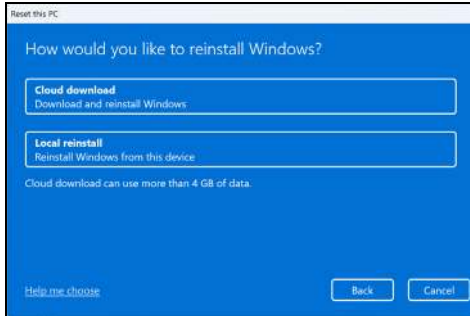 Reset this PC
How would you like to reinstall Windows?
Cloud download
Download and reinstall Windows
Local reinstall
Reinstall Windows from this device
Cloud download can use more than 4 GB of data.
Help me choose
Back
Cancel